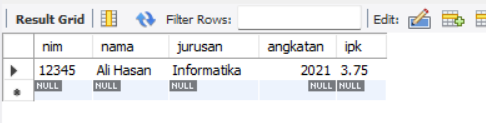 Result Grid Filter Rows: Edit:
nim nama jurusan angkatan ipk
12345 Ali Hasan Informatika 2021 3.75
NULL NULL NULL NULL NULL